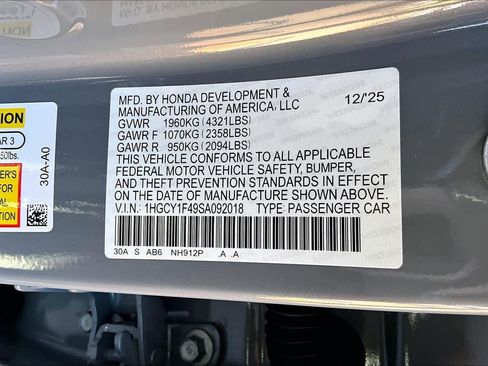 MFD. BY HONDA DEVELOPMENT &
MANUFACTURING OF AMERICA, LLC 12/25
GVWR 1960KG (4321LBS)
GAWR F 1070KG (2358LBS)
GAWR R 950KG (2094LBS)
THIS VEHICLE CONFORMS TO ALL APPLICABLE
FEDERAL MOTOR VEHICLE SAFETY, BUMPER,
AND THEFT PREVENTION STANDARDS IN EFFECT
ON THE DATE OF MANUFACTURE SHOWN ABOVE.
V.I.N.: 1HGCY1F49SA092018 TYPE: PASSENGER CAR
30A S AB6 NH912P .A .A
30A-A0